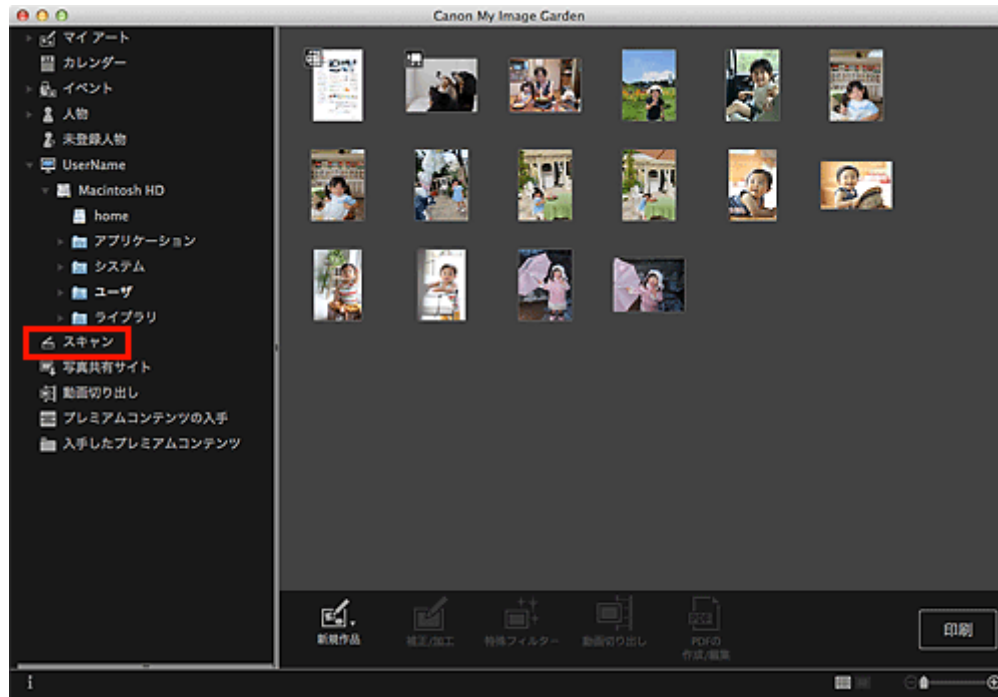 Canon My Image Garden
マイ アート
カレンダー
イベント
人物
未登録人物
UserName
Macintosh HD
home
アプリケーション
システム
ユーザ
ライブラリ
スキャン
写真共有サイト
動画切り出し
プレミアムコンテンツの入手
入手したプレミアムコンテンツ
新規作品
補正/加工
特殊フィルター
動画切り出し
PDFの
作成/編集
印刷